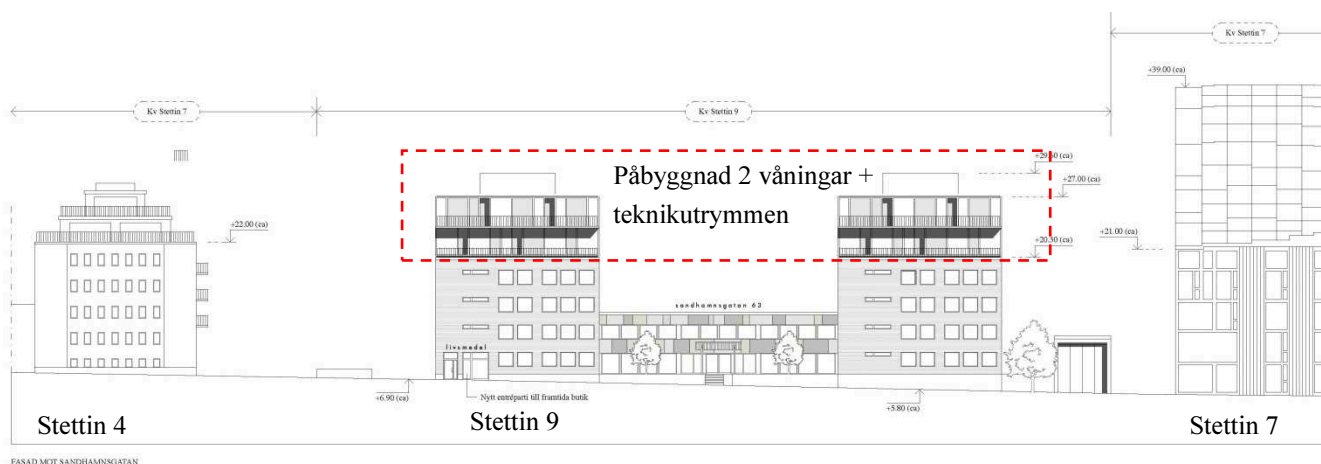 Kv Stettin 7
+39.00 (ca)
Kv Stettin 7
Kv Stettin 9
Påbyggnad 2 våningar +
teknikutrymmen
(ca)
+27.00 (ca)
+22.00 (ca)
+21.00 (ca)
(ca)
sandhamnsgatan 63
livsmedel
+6.90 (ca)
Nytt entréparti till framtida butik
+5.80 (ca)
Stettin 4
Stettin 9
Stettin 7
FASAD MOT SANDHAMNSGATAN